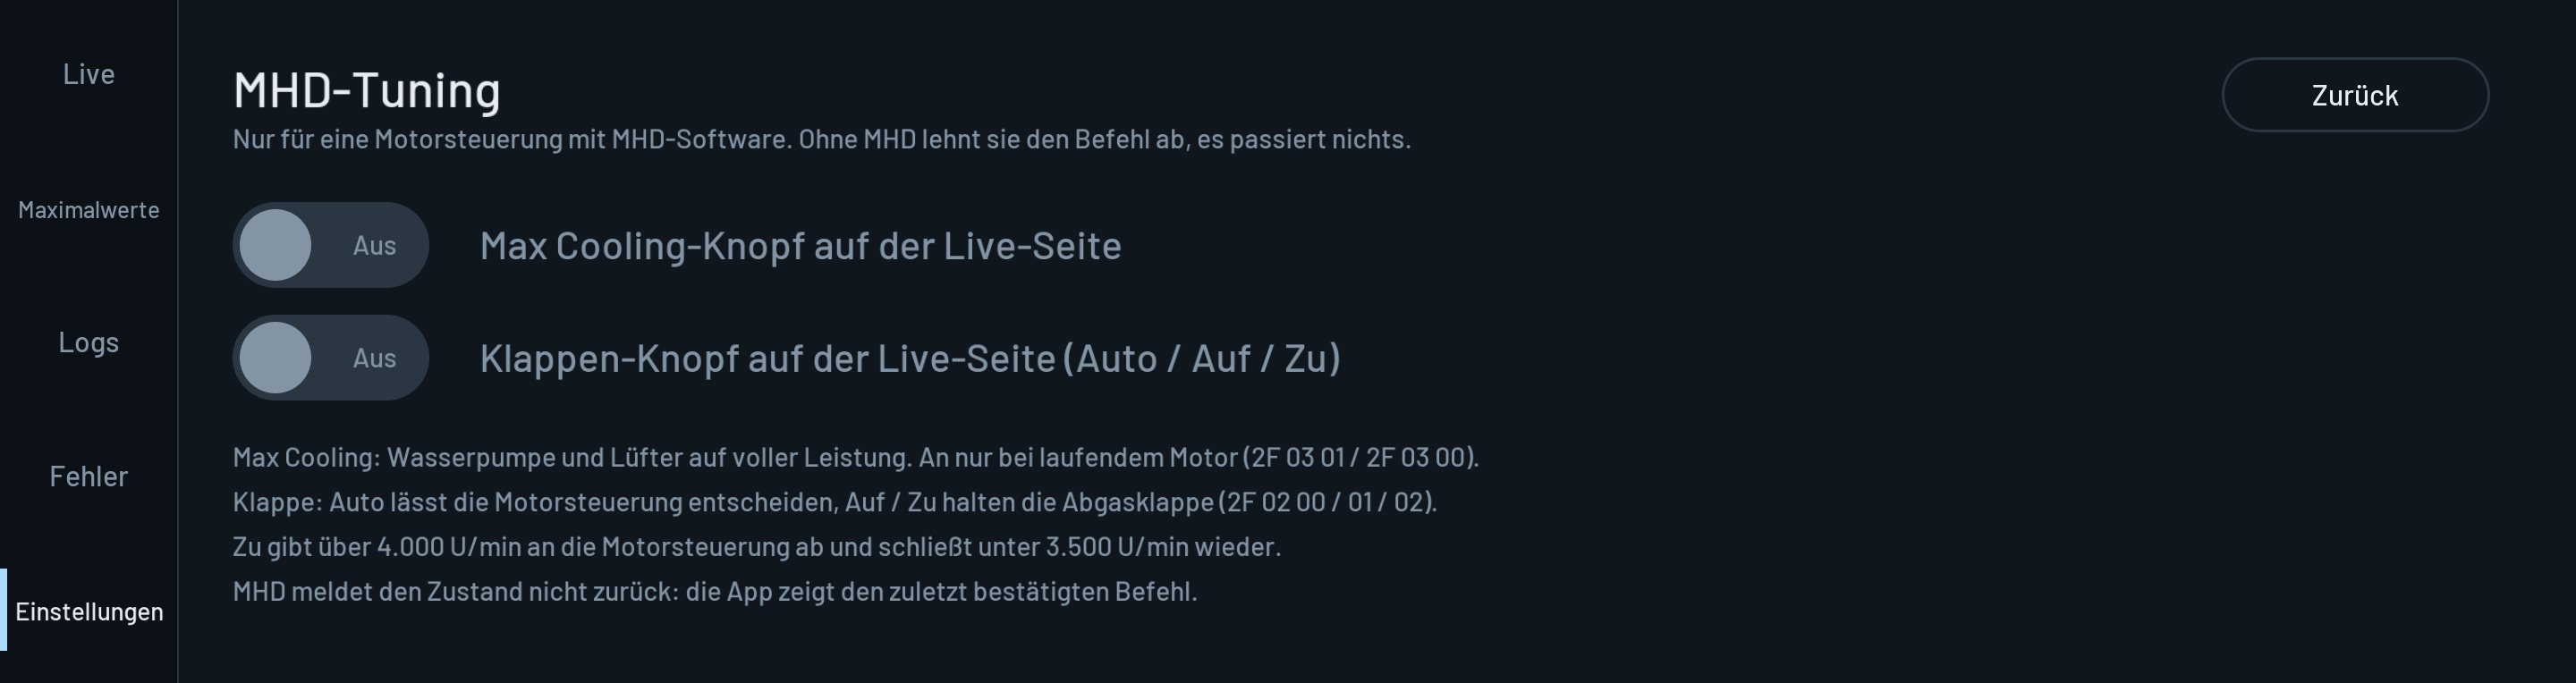 Live
Maximalwerte
Logs
Fehler
Einstellungen
MHD-Tuning
Zurück
Nur für eine Motorsteuerung mit MHD-Software. Ohne MHD lehnt sie den Befehl ab, es passiert nichts.
Aus
Max Cooling-Knopf auf der Live-Seite
Aus
Klappen-Knopf auf der Live-Seite (Auto / Auf / Zu)
Max Cooling: Wasserpumpe und Lüfter auf voller Leistung. An nur bei laufendem Motor (2F 03 01 / 2F 03 00).
Klappe: Auto lässt die Motorsteuerung entscheiden, Auf / Zu halten die Abgasklappe (2F 02 00 / 01 / 02).
Zu gibt über 4.000 U/min an die Motorsteuerung ab und schließt unter 3.500 U/min wieder.
MHD meldet den Zustand nicht zurück: die App zeigt den zuletzt bestätigten Befehl.